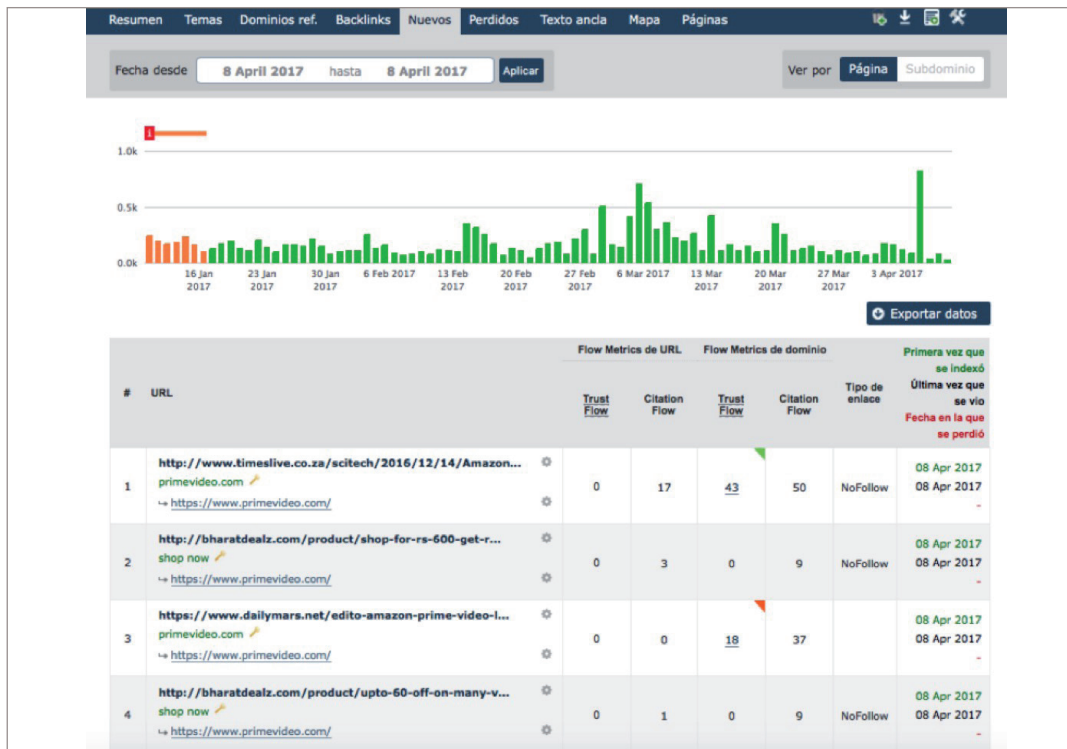 Resumen Temas Dominios ref. Backlinks Nuevos Perdidos Texto ancla Mapa Páginas
Fecha desde 8 April 2017 hasta 8 April 2017 Aplicar Ver por Página Subdominio
i
1.0k
0.5k
0.0k
16 Jan 2017 23 Jan 2017 30 Jan 2017 6 Feb 2017 13 Feb 2017 20 Feb 2017 27 Feb 2017 6 Mar 2017 13 Mar 2017 20 Mar 2017 27 Mar 2017 3 Apr 2017
Exportar datos
Flow Metrics de URL Flow Metrics de dominio
# URL Trust Flow Citation Flow Trust Flow Citation Flow Tipo de enlace
Primera vez que
se indexó
Última vez que
se vio
Fecha en la que
se perdió
http://www.timeslive.co.za/scitech/2016/12/14/Amazon...
primevideo.com
https://www.primevideo.com/
1 0 17 43 50 NoFollow
08 Apr 2017
08 Apr 2017
-
http://bharatdealz.com/product/shop-for-rs-600-get-r...
shop now
https://www.primevideo.com/
2 0 3 0 9 NoFollow
08 Apr 2017
08 Apr 2017
-
https://www.dailymars.net/edito-amazon-prime-video-l...
primevideo.com
https://www.primevideo.com/
3 0 0 18 37
08 Apr 2017
08 Apr 2017
-
http://bharatdealz.com/product/upto-60-off-on-many-v...
shop now
https://www.primevideo.com/
4 0 1 0 9 NoFollow
08 Apr 2017
08 Apr 2017
-